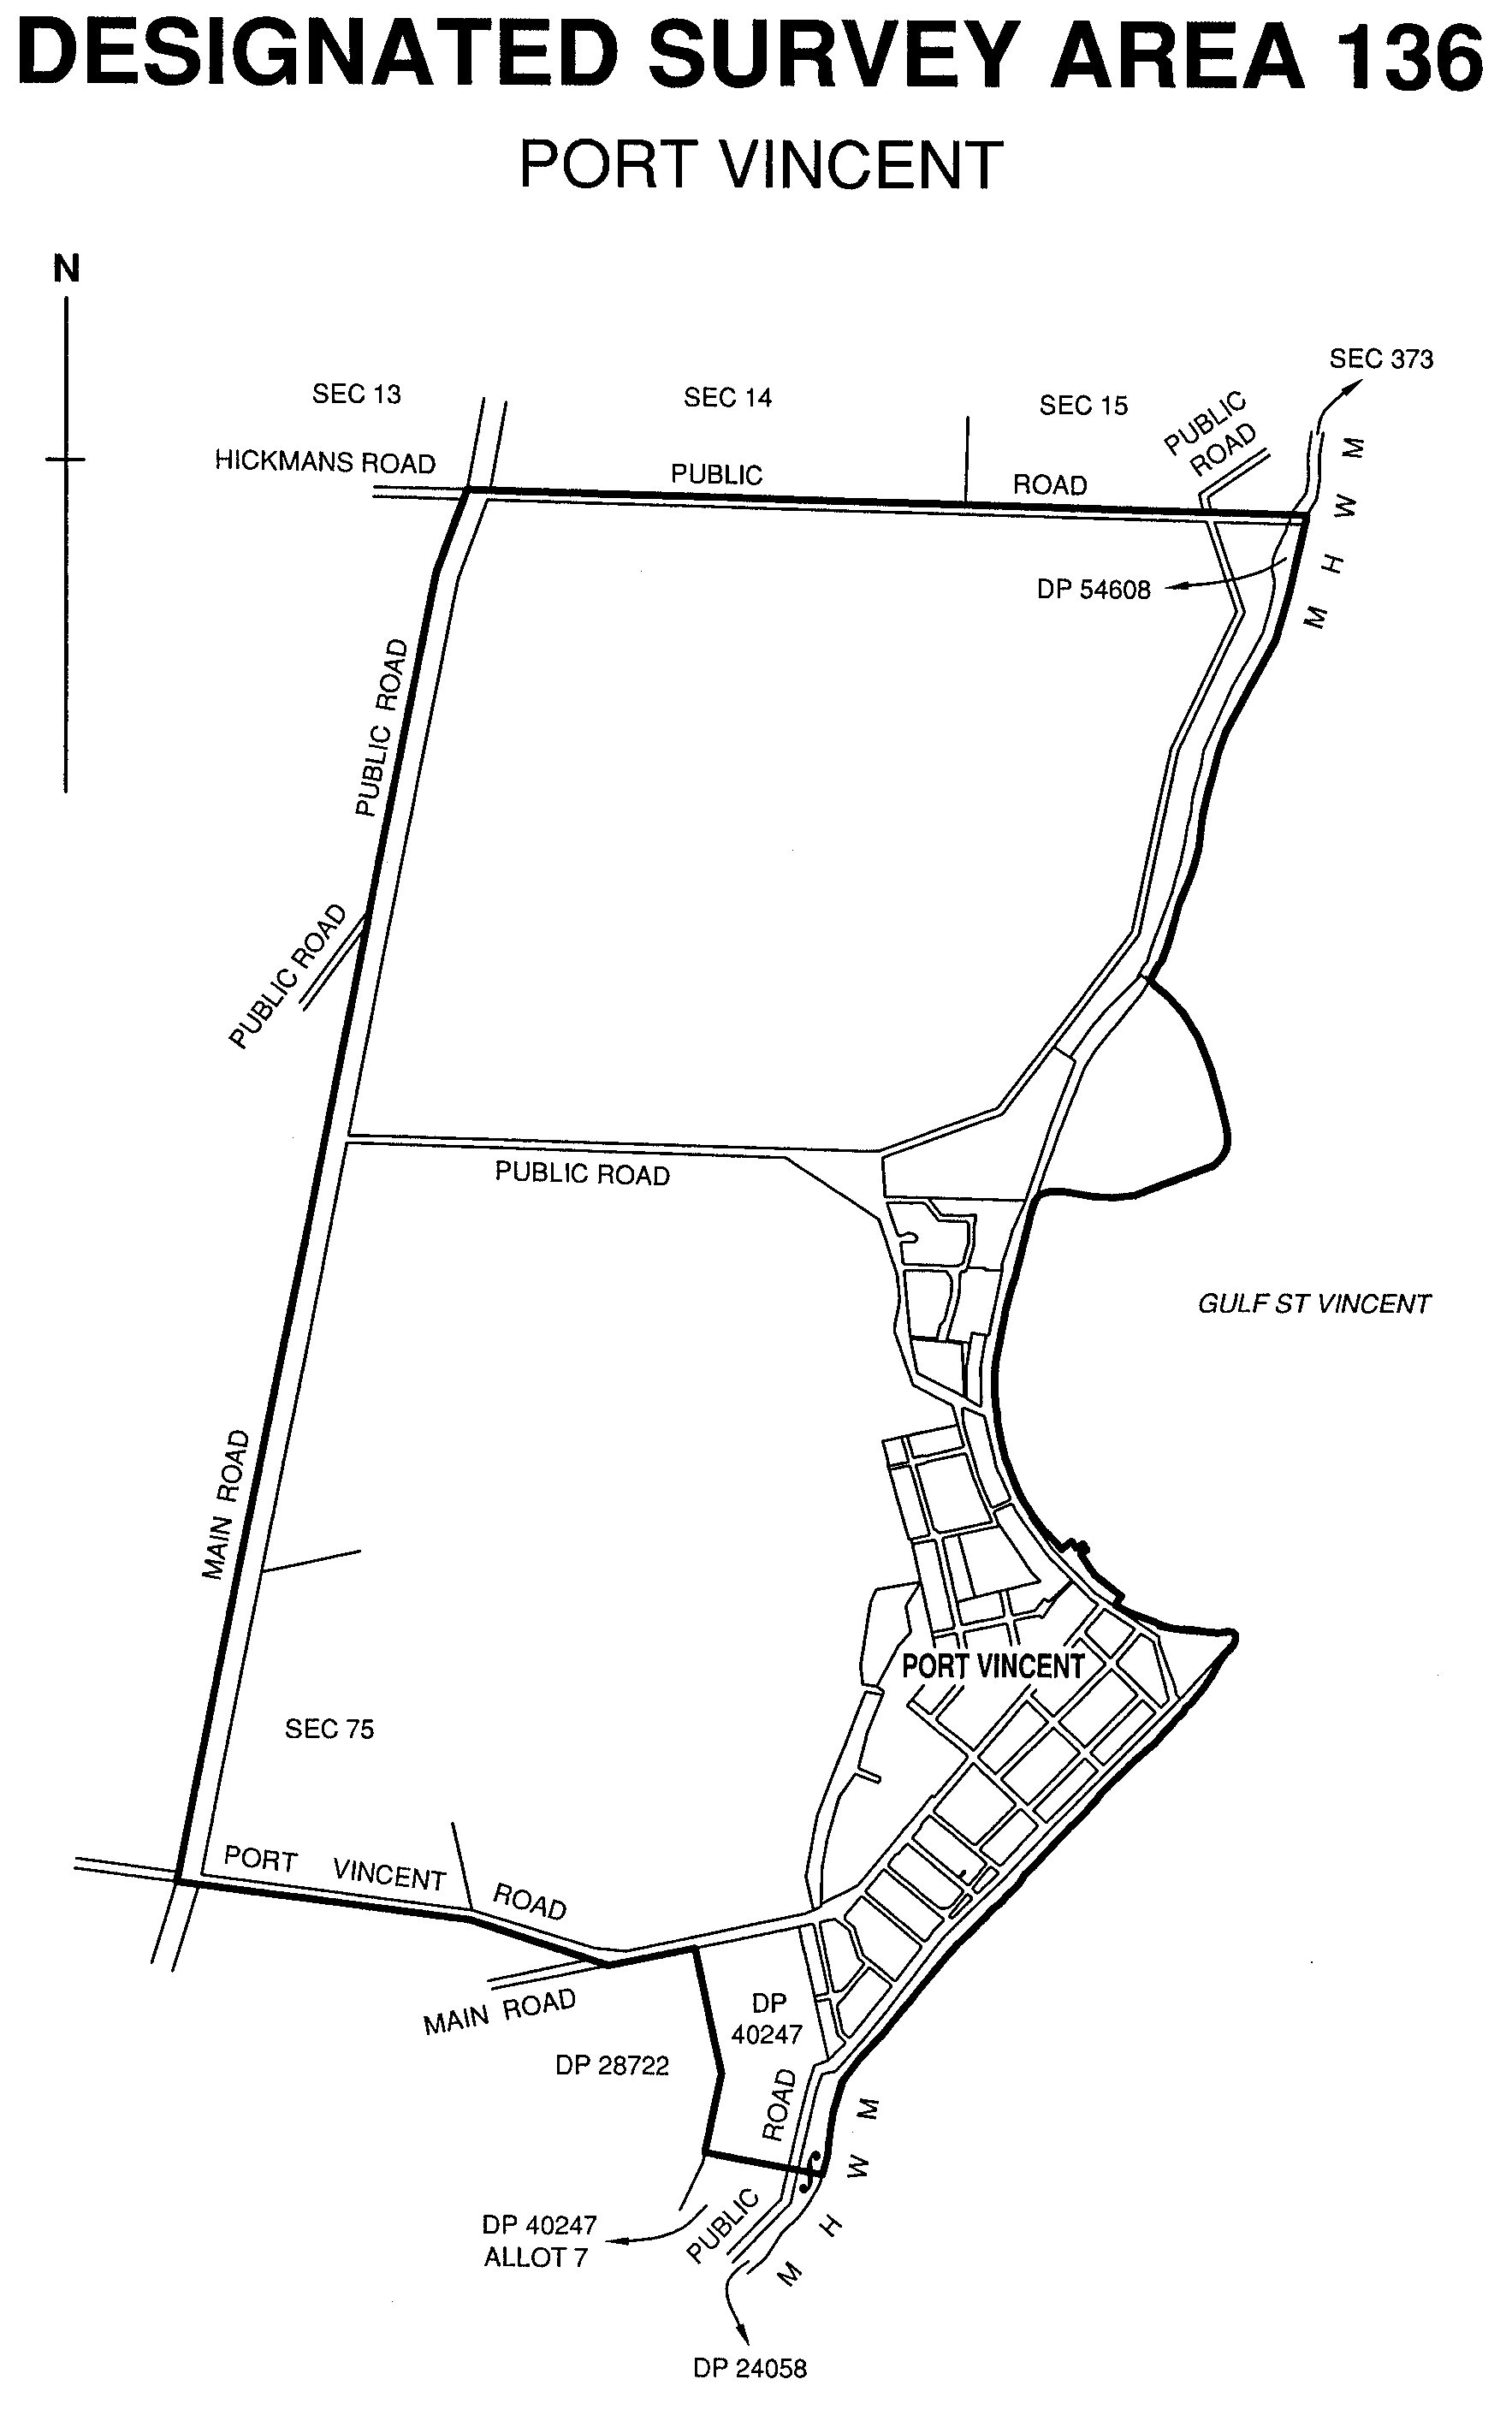 DESIGNATED SURVEY AREA 136
PORT VINCENT
N
SEC 373
SEC 13
SEC 14
SEC 15
PUBLIC
ROAD
HICKMANS ROAD
PUBLIC
ROAD
M H W M
DP 54608
PUBLIC ROAD
PUBLIC ROAD
PUBLIC ROAD
GULF ST VINCENT
MAIN ROAD
PORT VINCENT
SEC 75
PORT VINCENT ROAD
MAIN ROAD
DP
40247
DP 28722
PUBLIC ROAD
M H W M
DP 40247
ALLOT 7
DP 24058